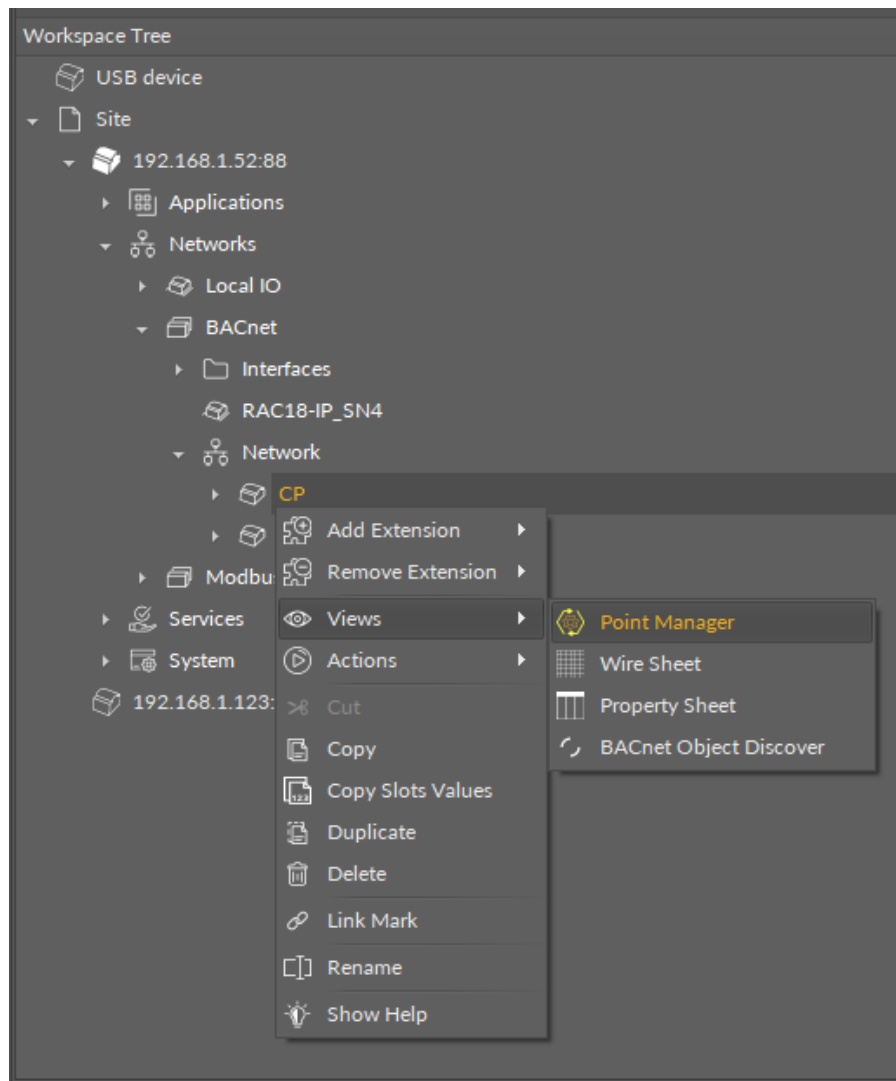 Workspace Tree
USB device
Site
192.168.1.52:88
Applications
Networks
Local IO
BACnet
Interfaces
RAC18-IP_SN4
Network
CP
Add Extension
Remove Extension
Modbu
Services
Views
System
Actions
192.168.1.123:
Cut
Copy
Copy Slots Values
Duplicate
Delete
Link Mark
Rename
Show Help
Point Manager
Wire Sheet
Property Sheet
BACnet Object Discover